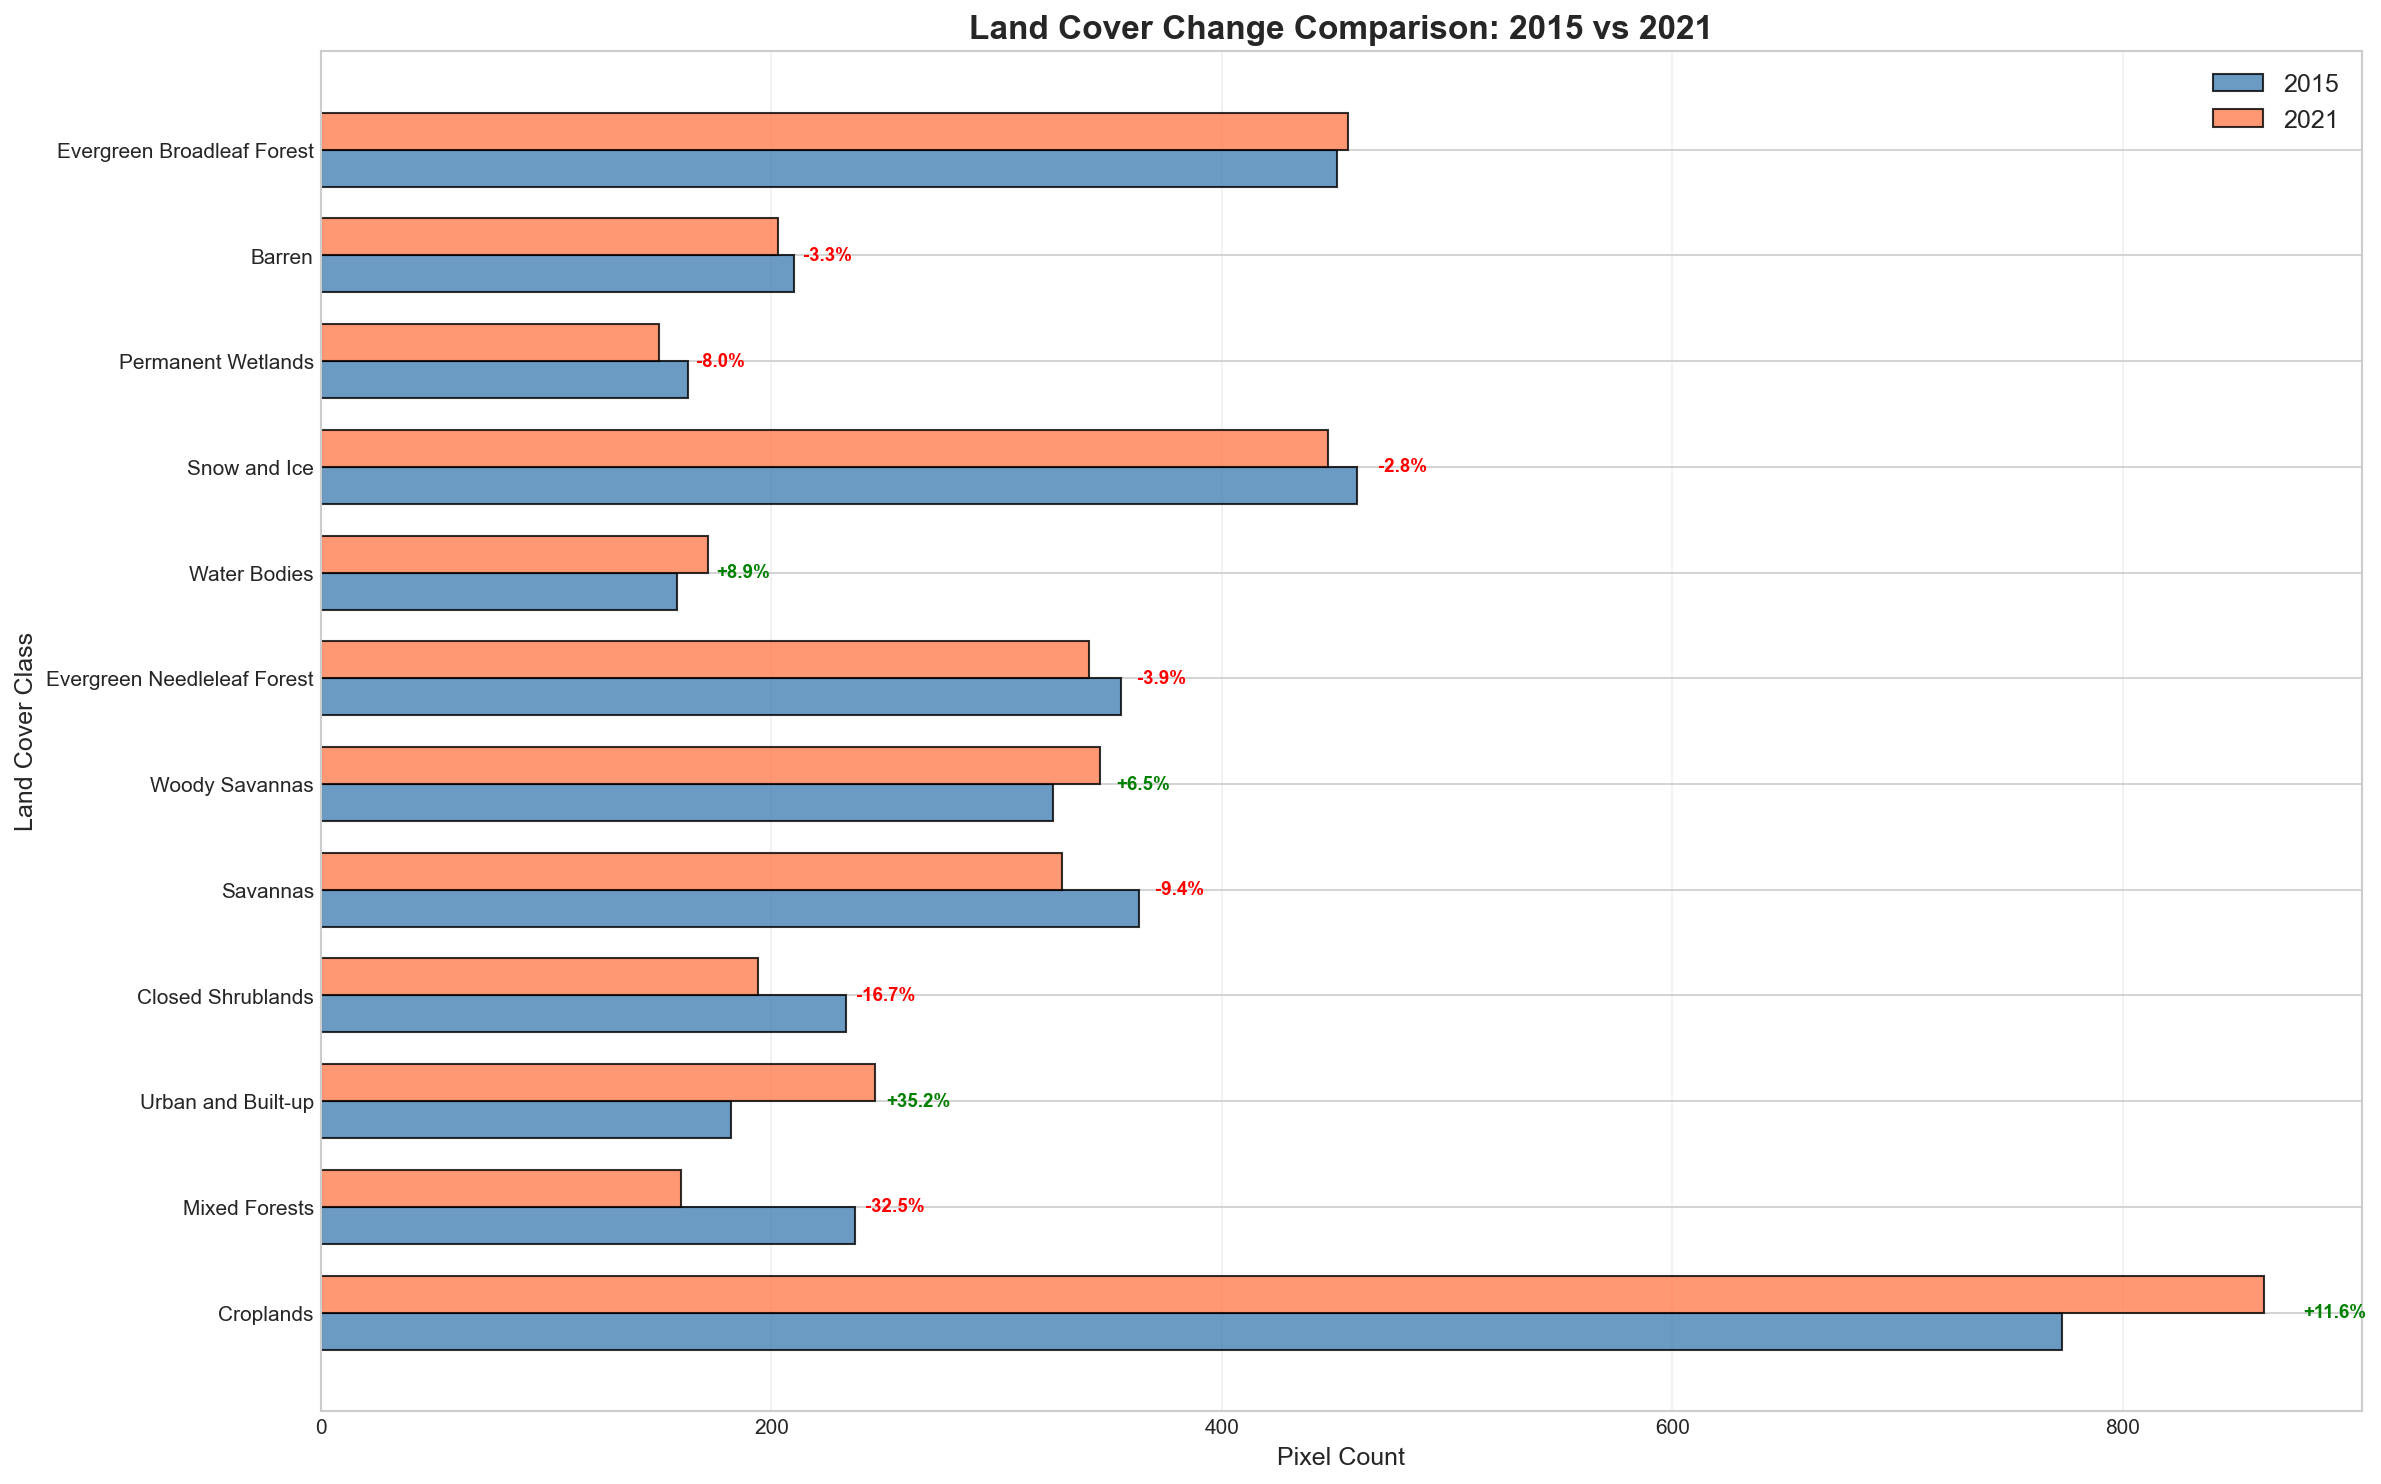 Land Cover Change Comparison: 2015 vs 2021
2015
2021
Evergreen Broadleaf Forest
Barren
-3.3%
Permanent Wetlands
-8.0%
Snow and Ice
-2.8%
Water Bodies
+8.9%
Evergreen Needleleaf Forest
-3.9%
Woody Savannas
+6.5%
Savannas
-9.4%
Closed Shrublands
-16.7%
Urban and Built-up
+35.2%
Mixed Forests
-32.5%
Croplands
+11.6%
Land Cover Class
0 200 400 600 800
Pixel Count